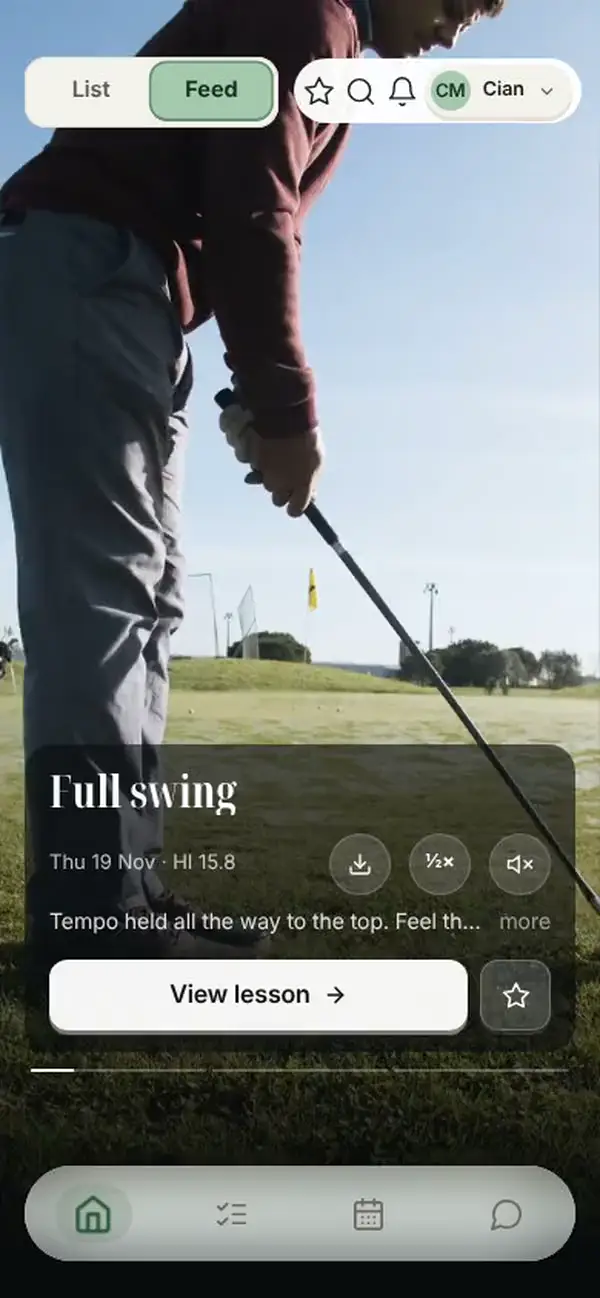 List Feed CM Cian
Full swing
Thu 19 Nov · HI 15.8 ½×
Tempo held all the way to the top. Feel th... more
View lesson →